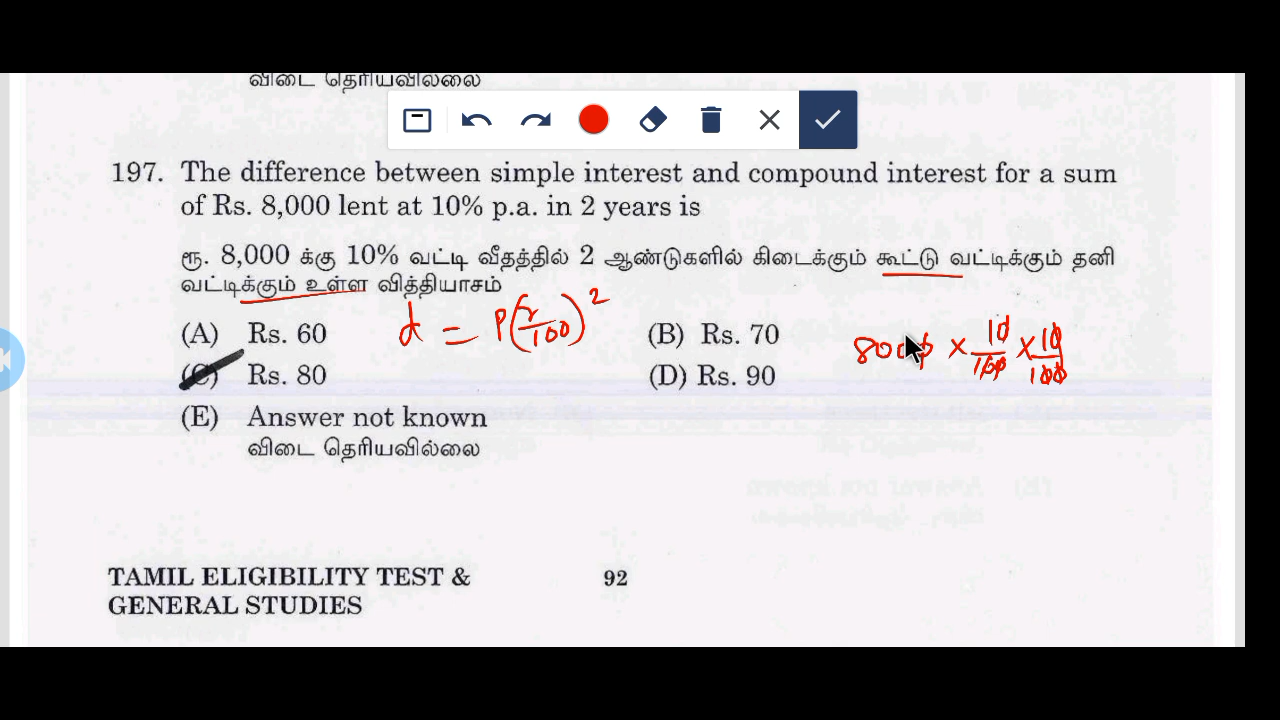 விடை தெரியவில்லை
197. The difference between simple interest and compound interest for a sum
of Rs. 8,000 lent at 10% p.a. in 2 years is
ரூ. 8,000 க்கு 10% வட்டி வீதத்தில் 2 ஆண்டுகளில் கிடைக்கும் கூட்டு வட்டிக்கும் தனி
வட்டிக்கும் உள்ள வித்தியாசம்
(A) Rs. 60 (B) Rs. 70
d = P(r/100)²
8000 × 10/100 × 10/100
(C) Rs. 80 (D) Rs. 90
(E) Answer not known
விடை தெரியவில்லை
TAMIL ELIGIBILITY TEST & 92
GENERAL STUDIES